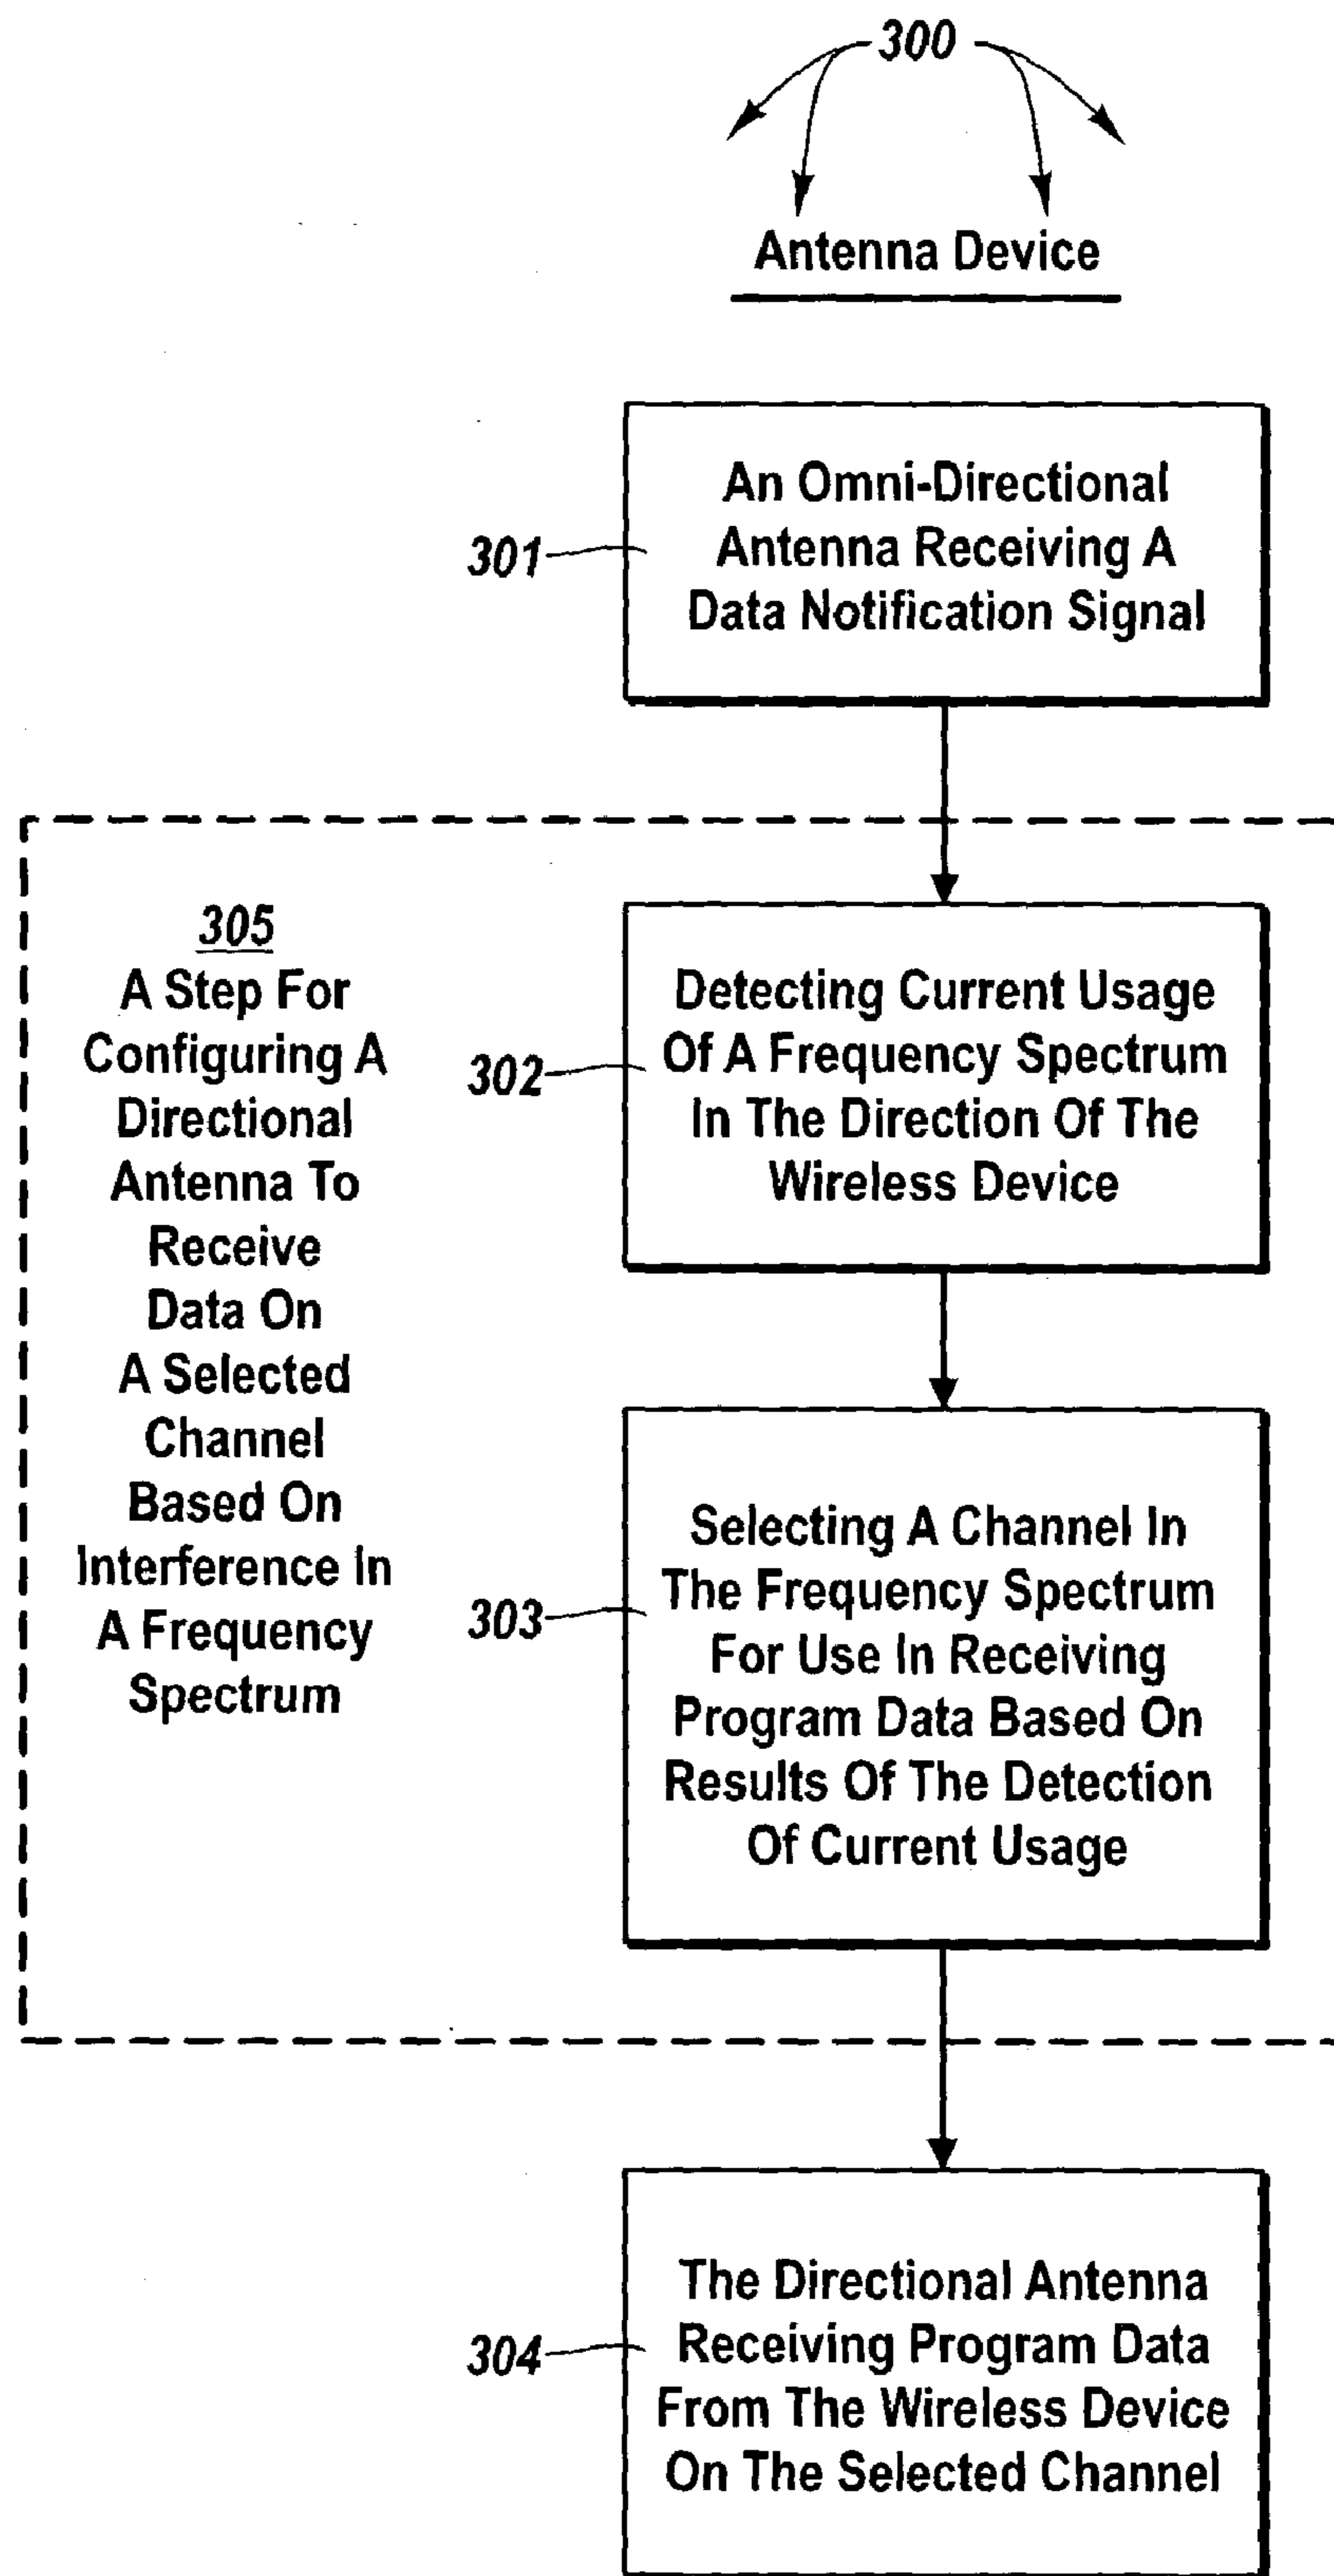 300
Antenna Device
301
An Omni-Directional
Antenna Receiving A
Data Notification Signal
305
A Step For
Configuring A
Directional
Antenna To
Receive
Data On
A Selected
Channel
Based On
Interference In
A Frequency
Spectrum
302
Detecting Current Usage
Of A Frequency Spectrum
In The Direction Of The
Wireless Device
303
Selecting A Channel In
The Frequency Spectrum
For Use In Receiving
Program Data Based On
Results Of The Detection
Of Current Usage
304
The Directional Antenna
Receiving Program Data
From The Wireless Device
On The Selected Channel